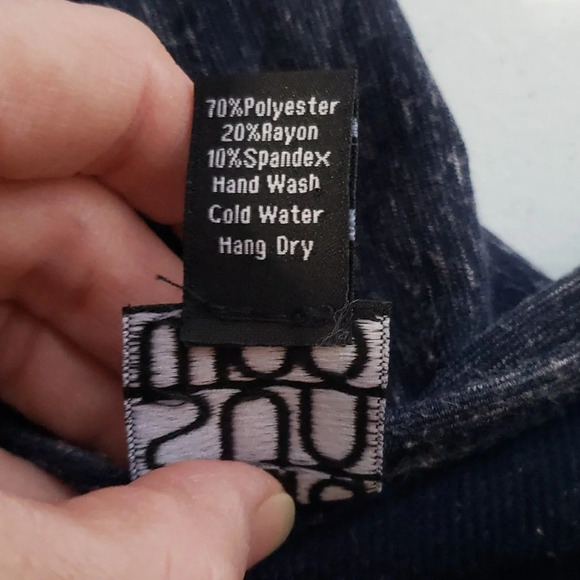 70%Polyester
20%Rayon
10%Spandex
Hand Wash
Cold Water
Hang Dry